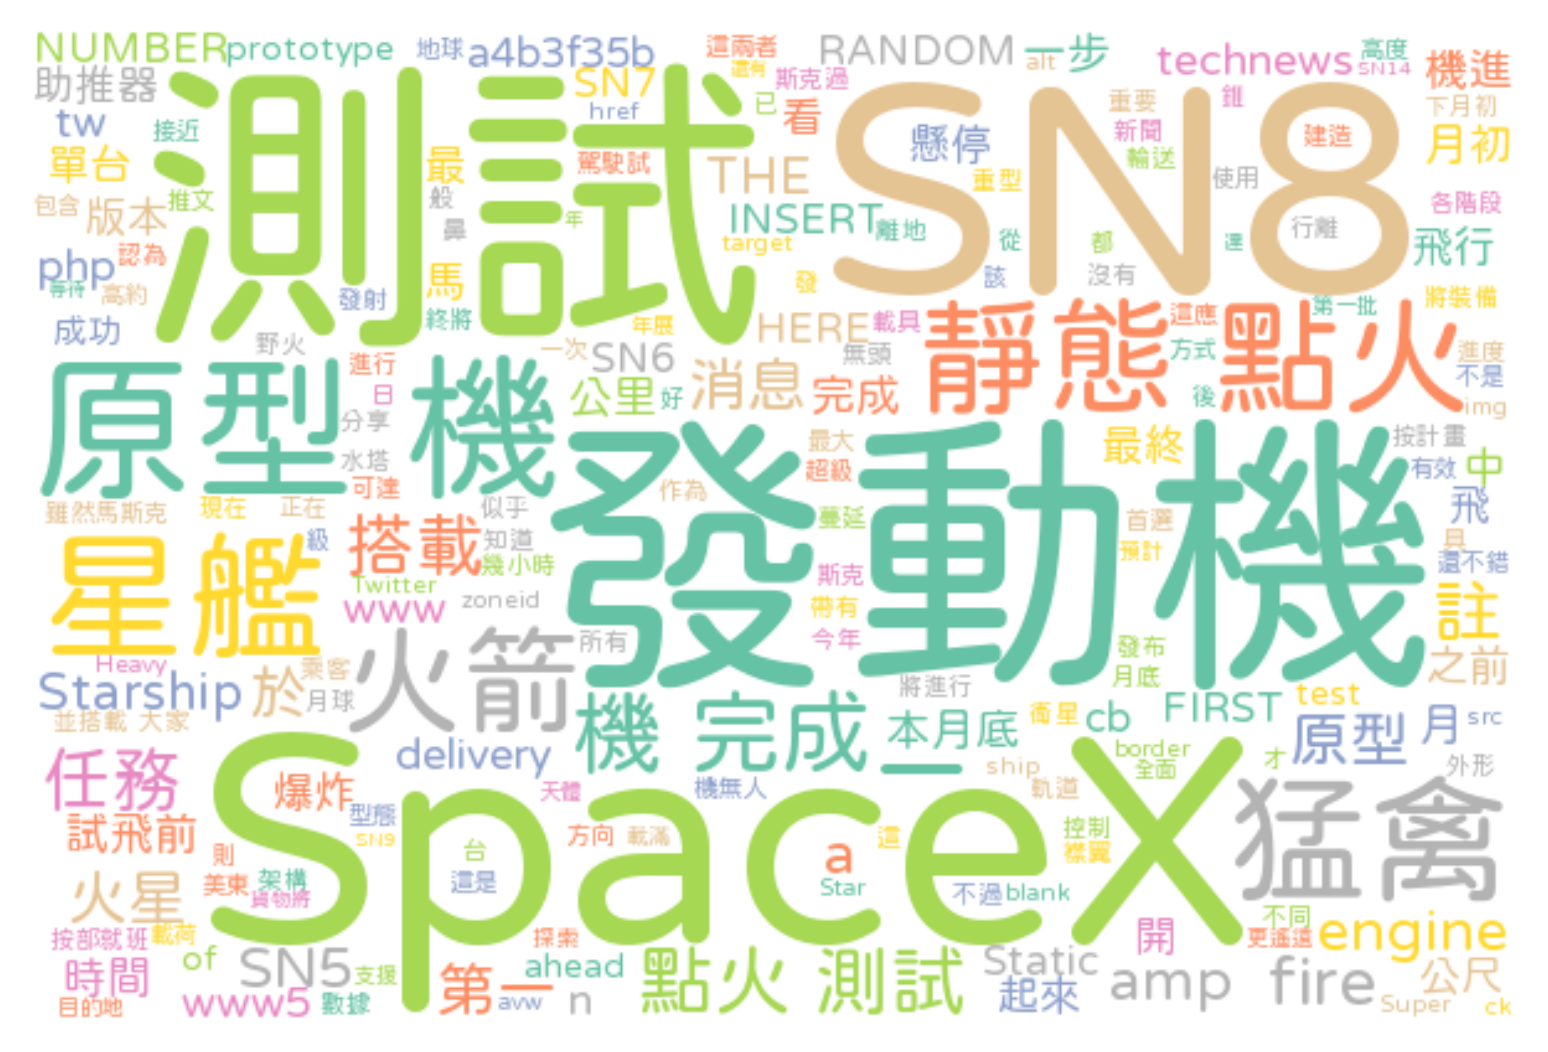 NUMBER prototype 地球 a4b3f35b 這兩者 RANDOM 一步 technews 高度 機進
助推器 SN7 還有 斯克過 alt SN14
tw 接近 href 已 看 重要 鉗 下月初
測試 SN8
單台 最 駕駛試 THE 懸停 新聞 輸送 建造 月初
包含 版本 推文 般 鼻 年 INSERT 離地 重型 使用 各階段
php 認為 target 從 都 達 行離 飛行
等待 高約 發射 馬 發 該 沒有 將裝備
成功 終將 年展 HERE 載具 這應 第一批
野火 一次 SN6 無頭 方式 進度
原型機 進行 公里 好 消息 完成 靜態 點火 後 不是
日 分享 img
水塔 可達 最大 超級 最終 按計畫 有效 中
雖然馬斯克 現在 正在 似乎 作為 蔓延 發動機 首選 飛
星艦 級 搭載 知道 幾小時 預計 具 還不錯
Twitter 斯克
www zoneid 帶有 註
Heavy 火箭 所有 今年 發布 之前
Starship 於 乘客 月球 將進行 月底
並搭載 大家 機 完成 本月底 衛星 cb FIRST test 原型 月 src
任務 delivery 一 ship border 全面 才 外形
試飛前 爆炸 型態 天體 機無人 軌道 猛禽
SN9 SpaceX 方向 載滿 這 控制 襟翼
則 台 a
火星 美東 架構 貨物將 這是 Star 不過 blank 不同
按部就班 載荷 探索 開 更遙遠 engine
時間 of SN5 支援 第一 ahead 點火 測試 Static amp fire 公尺
目的地 www5 數據 avw n 起來 Super ck